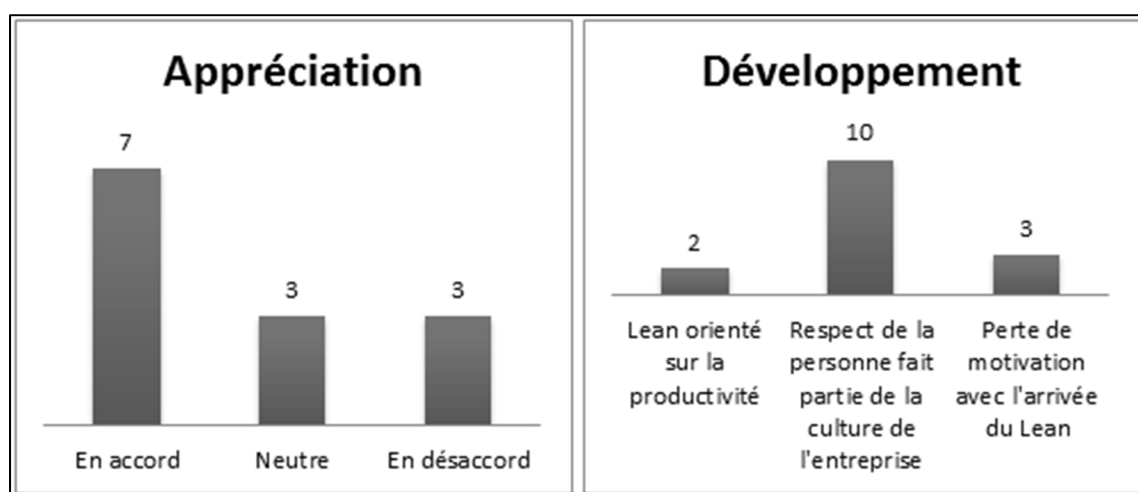 Appréciation
7
3
3
En accord
Neutre
En désaccord
Développement
10
2
3
Lean orienté
sur la
productivité
Respect de la
personne fait
partie de la
culture de
l'entreprise
Perte de
motivation
avec l'arrivée
du Lean